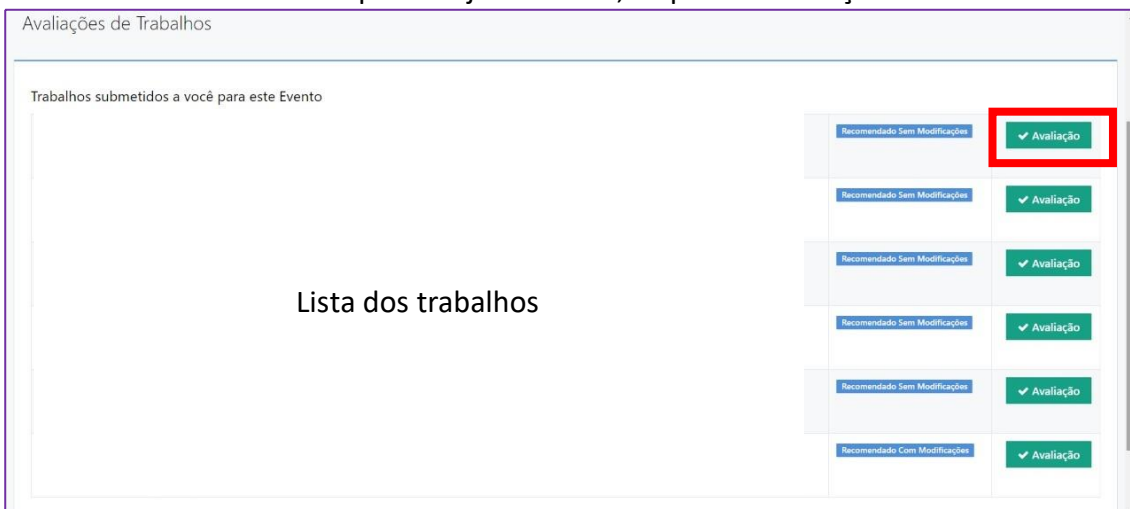 Avaliações de Trabalhos
Trabalhos submetidos a você para este Evento
Recomendado Sem Modificações
✔ Avaliação
Recomendado Sem Modificações
✔ Avaliação
Recomendado Sem Modificações
✔ Avaliação
Lista dos trabalhos
Recomendado Sem Modificações
✔ Avaliação
Recomendado Sem Modificações
✔ Avaliação
Recomendado Com Modificações
✔ Avaliação